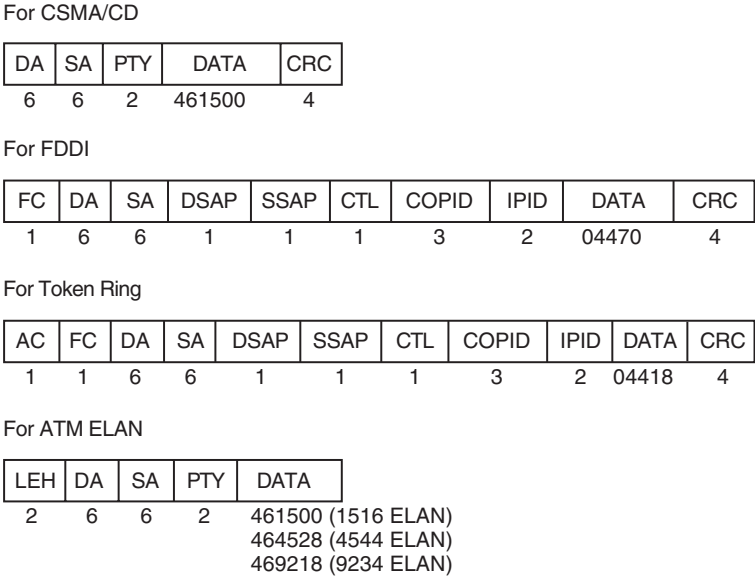 For CSMA/CD
DA SA PTY DATA CRC
6 6 2 461500 4
For FDDI
FC DA SA DSAP SSAP CTL COPID IPID DATA CRC
1 6 6 1 1 1 3 2 04470 4
For Token Ring
AC FC DA SA DSAP SSAP CTL COPID IPID DATA CRC
1 1 6 6 1 1 1 3 2 04418 4
For ATM ELAN
LEH DA SA PTY DATA
2 6 6 2 461500 (1516 ELAN)
464528 (4544 ELAN)
469218 (9234 ELAN)